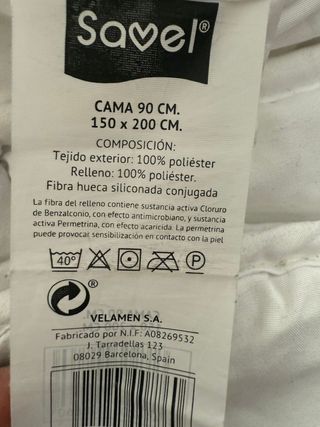 Savel®
CAMA 90 CM.
150 x 200 CM.
COMPOSICIÓN:
Tejido exterior: 100% poliéster
Relleno: 100% poliéster.
Fibra hueca siliconada conjugada
La fibra del relleno contiene sustancia activa Cloruro
de Benzalconio, con efecto antimicrobiano, y sustancia
activa Permetrina, con efecto acaricida. La permetrina
puede provocar sensibilización en contacto con la piel
40° P
®
VELAMEN S.A.
Fabricado por N.I.F: A08269532
J. Tarradellas 123
08029 Barcelona, Spain